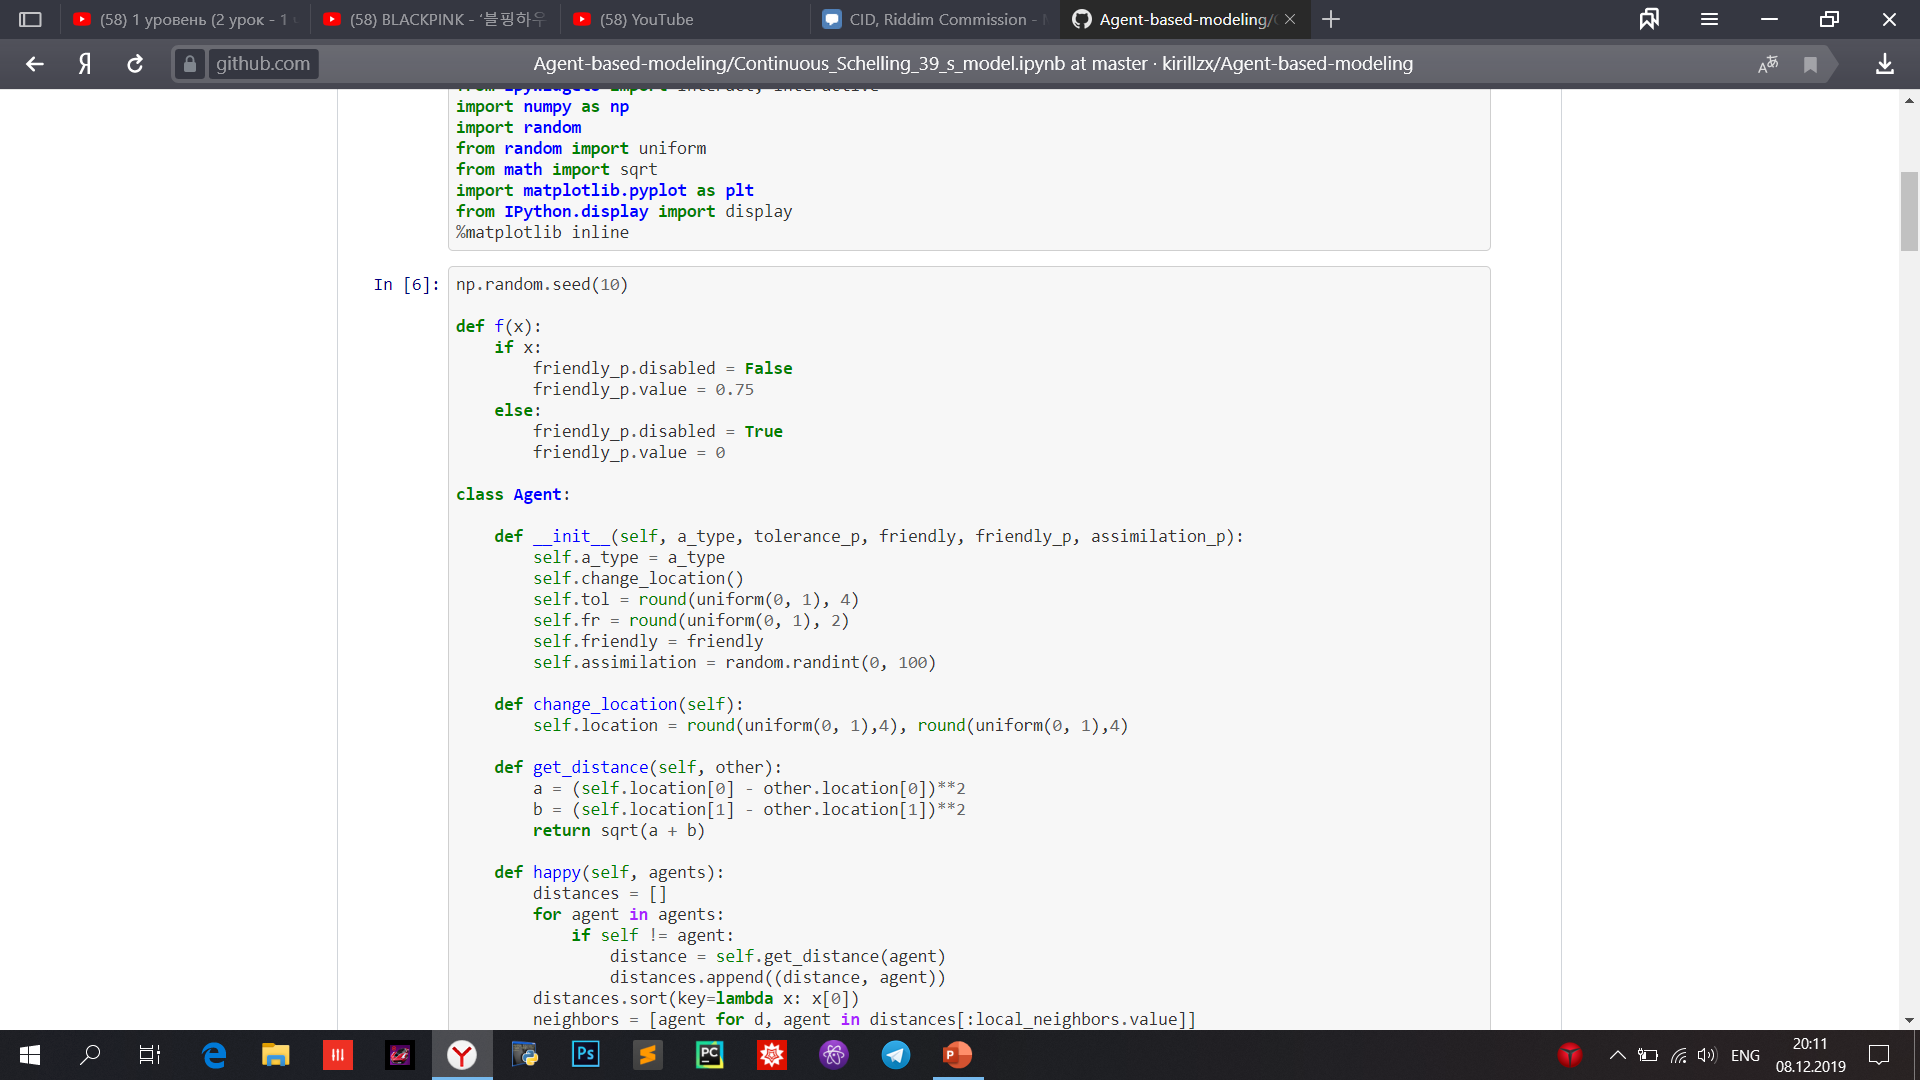 (58) 1 уровень (2 урок - 1
(58) BLACKPINK - '블핑하우
(58) YouTube
CID, Riddim Commission -
Agent-based-modeling/
github.com
Agent-based-modeling/Continuous_Schelling_39_s_model.ipynb at master · kirillzx/Agent-based-modeling
from ipywidgets import interact, interactive
import numpy as np
import random
from random import uniform
from math import sqrt
import matplotlib.pyplot as plt
from IPython.display import display
%matplotlib inline
In [6]:
np.random.seed(10)
def f(x):
if x:
friendly_p.disabled = False
friendly_p.value = 0.75
else:
friendly_p.disabled = True
friendly_p.value = 0
class Agent:
def __init__(self, a_type, tolerance_p, friendly, friendly_p, assimilation_p):
self.a_type = a_type
self.change_location()
self.tol = round(uniform(0, 1), 4)
self.fr = round(uniform(0, 1), 2)
self.friendly = friendly
self.assimilation = random.randint(0, 100)
def change_location(self):
self.location = round(uniform(0, 1),4), round(uniform(0, 1),4)
def get_distance(self, other):
a = (self.location[0] - other.location[0])**2
b = (self.location[1] - other.location[1])**2
return sqrt(a + b)
def happy(self, agents):
distances = []
for agent in agents:
if self != agent:
distance = self.get_distance(agent)
distances.append((distance, agent))
distances.sort(key=lambda x: x[0])
neighbors = [agent for d, agent in distances[:local_neighbors.value]]
ENG
20:11
08.12.2019